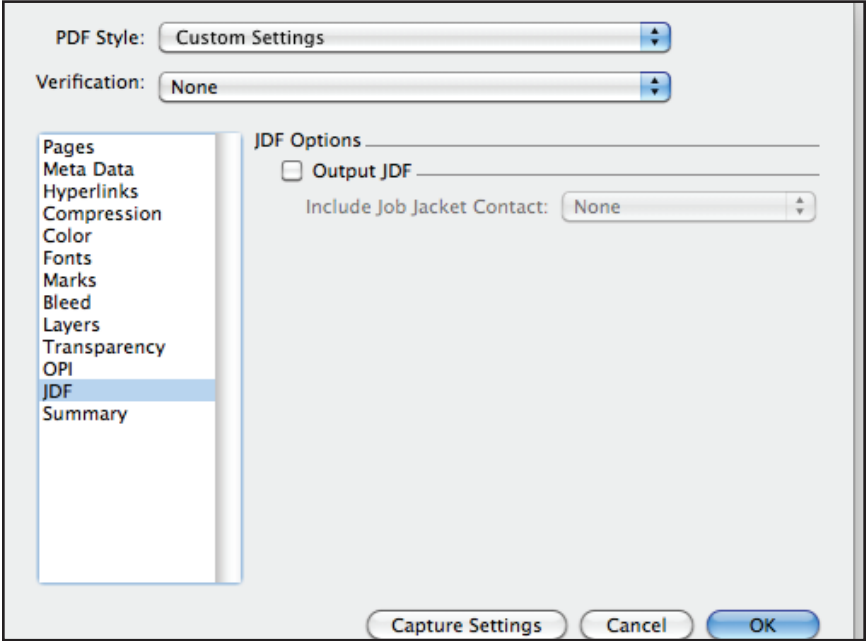 PDF Style: Custom Settings
Verification: None
Pages
Meta Data
Hyperlinks
Compression
Color
Fonts
Marks
Bleed
Layers
Transparency
OPI
JDF
Summary
JDF Options
Output JDF
Include Job Jacket Contact: None
Capture Settings Cancel OK